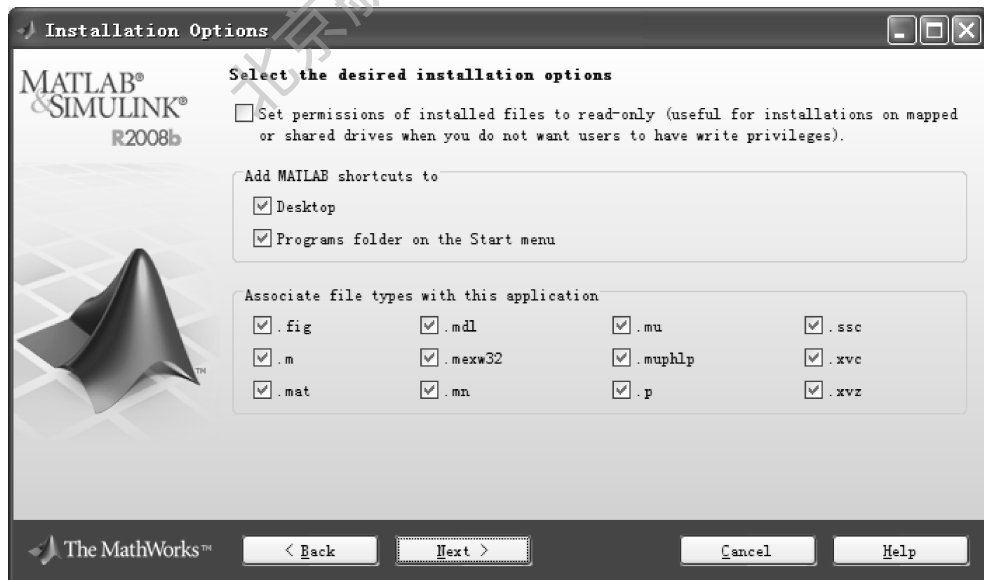 Installation Options
MATLAB®
&SIMULINK®
R2008b
Select the desired installation options
Set permissions of installed files to read-only (useful for installations on mapped
or shared drives when you do not want users to have write privileges).
Add MATLAB shortcuts to
Desktop
Programs folder on the Start menu
Associate file types with this application
.fig .mdl .mu .ssc
.m .mexw32 .muphlp .xvc
.mat .mn .p .xvz
TM
The MathWorks™
< Back Next > Cancel Help
北京